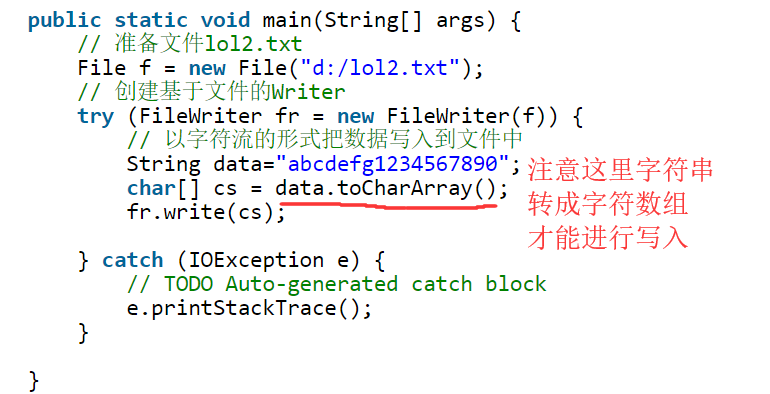 public static void main(String[] args) {
// 准备文件lol2.txt
File f = new File("d:/lol2.txt");
// 创建基于文件的Writer
try (FileWriter fr = new FileWriter(f)) {
// 以字符流的形式把数据写入到文件中
String data="abcdefg1234567890";
char[] cs = data.toCharArray();
fr.write(cs);
注意这里字符串
转成字符数组
才能进行写入
} catch (IOException e) {
// TODO Auto-generated catch block
e.printStackTrace();
}
}